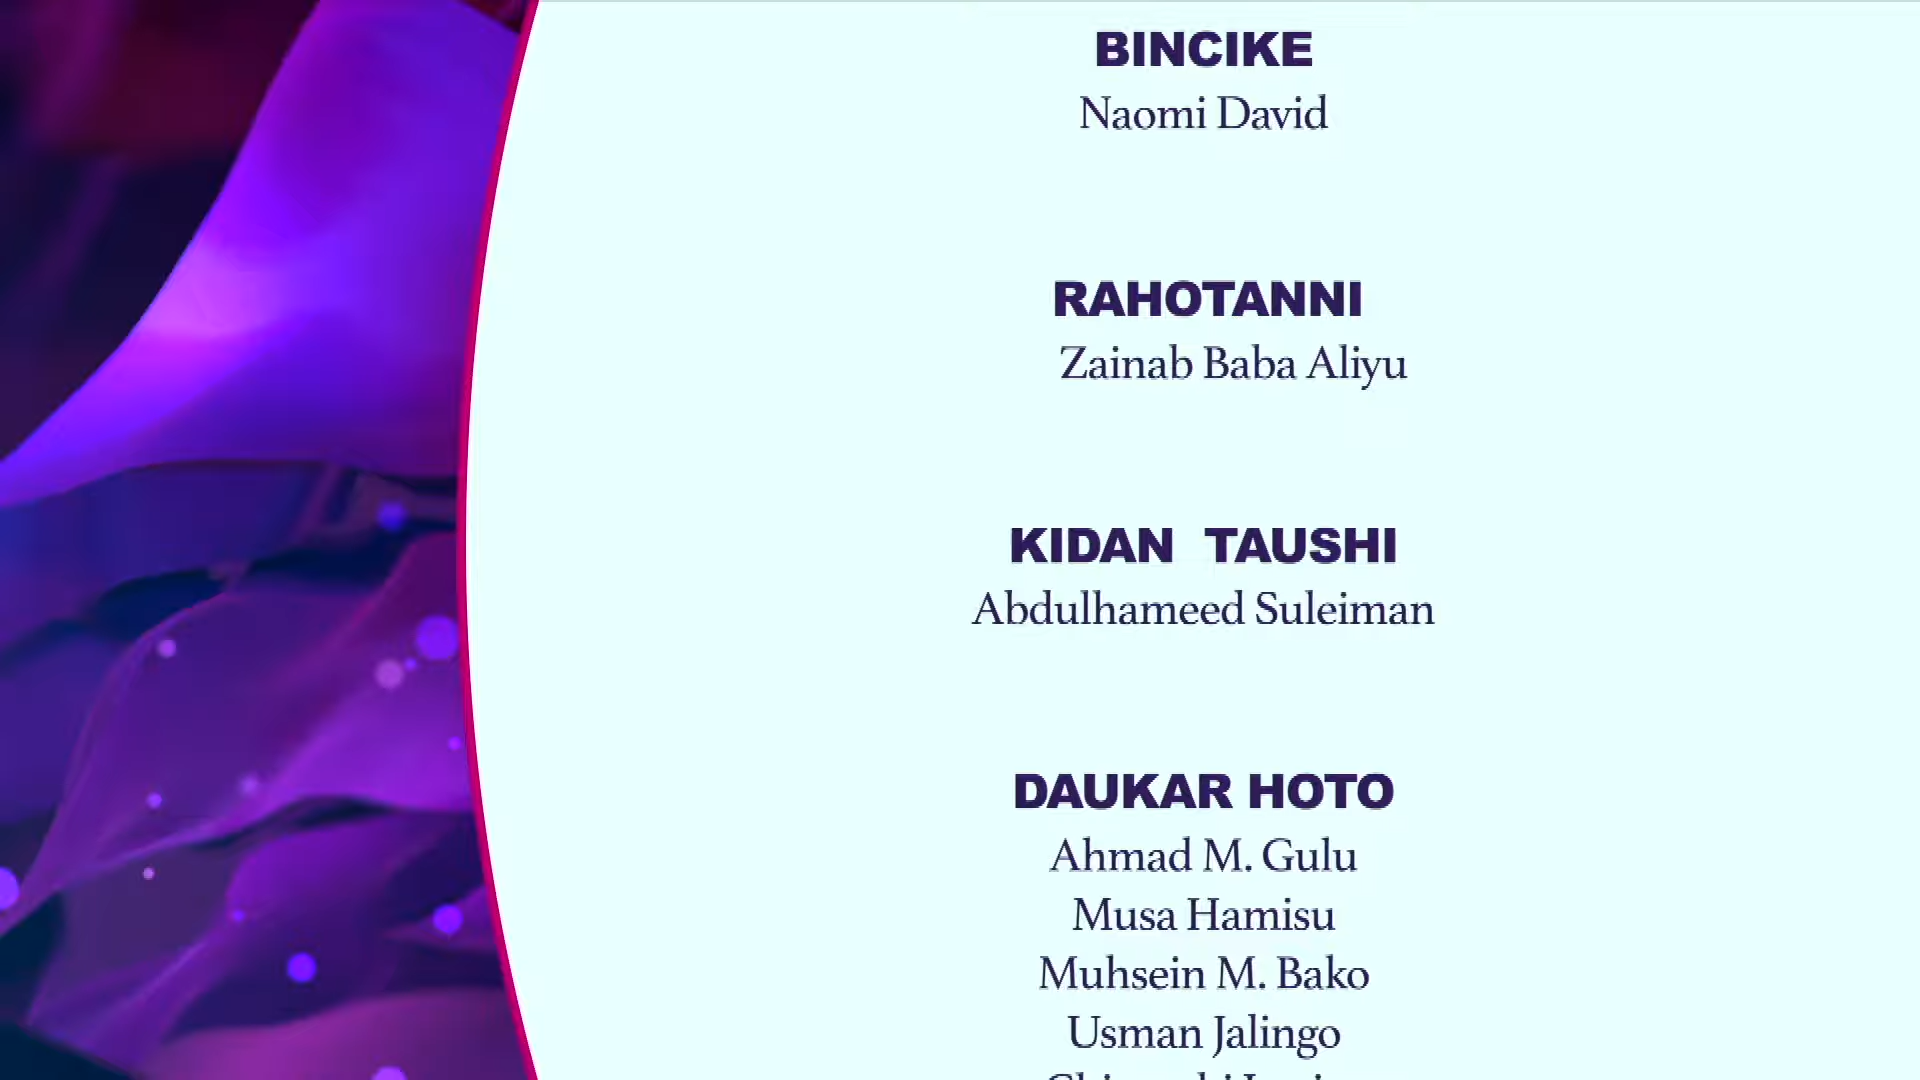 BINCIKE
Naomi David
RAHOTANNI
Zainab Baba Aliyu
KIDAN TAUSHI
Abdulhameed Suleiman
DAUKAR HOTO
Ahmad M. Gulu
Musa Hamisu
Muhsein M. Bako
Usman Jalingo